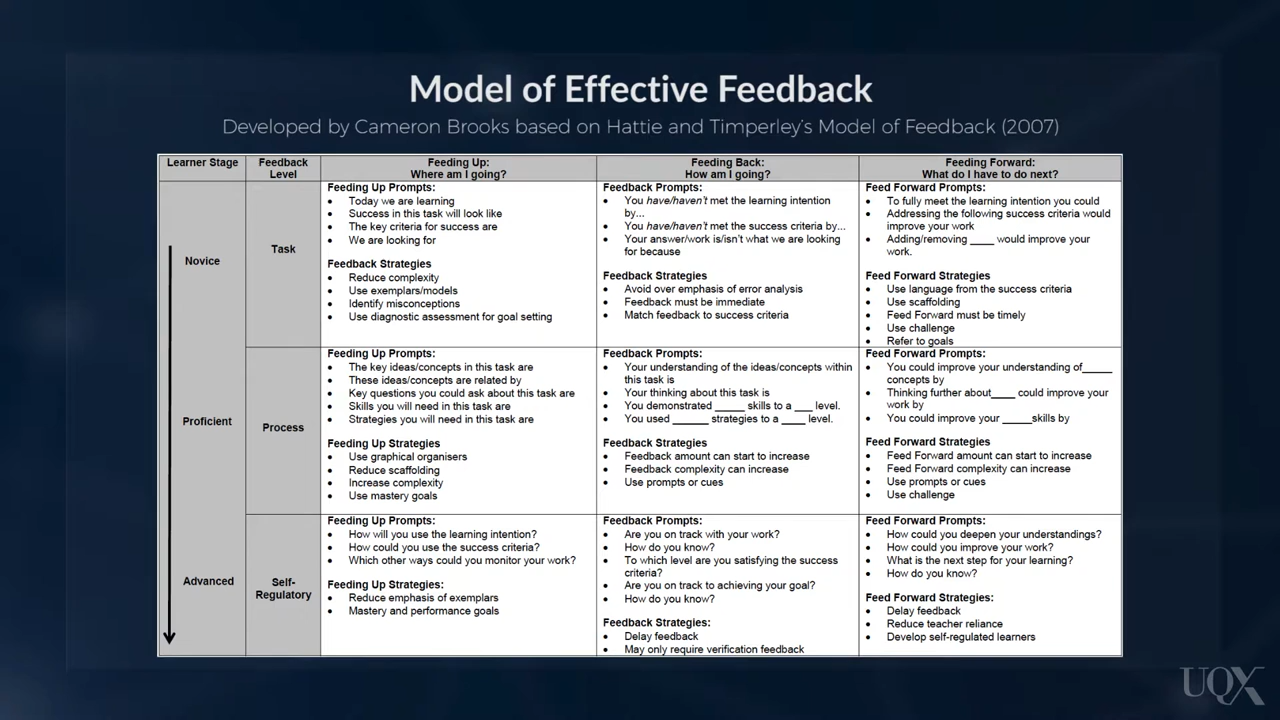 Model of Effective Feedback
Developed by Cameron Brooks based on Hattie and Timperley's Model of Feedback (2007)
Learner Stage
Feedback
Level
Feeding Up:
Where am I going?
Feeding Back:
How am I going?
Feeding Forward:
What do I have to do next?
Novice
Task
Feeding Up Prompts:
• Today we are learning
• Success in this task will look like
• The key criteria for success are
• We are looking for
Feedback Strategies
• Reduce complexity
• Use exemplars/models
• Identify misconceptions
• Use diagnostic assessment for goal setting
Feedback Prompts:
• You have/haven't met the learning intention
by...
• You have/haven't met the success criteria by...
• Your answer/work is/isn't what we are looking
for because
Feedback Strategies
• Avoid over emphasis of error analysis
• Feedback must be immediate
• Match feedback to success criteria
Feed Forward Prompts:
• To fully meet the learning intention you could
• Addressing the following success criteria would
improve your work
• Adding/removing ____ would improve your
work.
Feed Forward Strategies
• Use language from the success criteria
• Use scaffolding
• Feed Forward must be timely
• Use challenge
• Refer to goals
Proficient
Process
Feeding Up Prompts:
• The key ideas/concepts in this task are
• These ideas/concepts are related by
• Key questions you could ask about this task are
• Skills you will need in this task are
• Strategies you will need in this task are
Feeding Up Strategies
• Use graphical organisers
• Reduce scaffolding
• Increase complexity
• Use mastery goals
Feedback Prompts:
• Your understanding of the ideas/concepts within
this task is
• Your thinking about this task is
• You demonstrated _____ skills to a ___ level.
• You used ______ strategies to a ____ level.
Feedback Strategies
• Feedback amount can start to increase
• Feedback complexity can increase
• Use prompts or cues
Feed Forward Prompts:
• You could improve your understanding of_____
concepts by
• Thinking further about____ could improve your
work by
• You could improve your _____skills by
Feed Forward Strategies
• Feed Forward amount can start to increase
• Feed Forward complexity can increase
• Use prompts or cues
• Use challenge
Advanced
Self-
Regulatory
Feeding Up Prompts:
• How will you use the learning intention?
• How could you use the success criteria?
• Which other ways could you monitor your work?
Feeding Up Strategies:
• Reduce emphasis of exemplars
• Mastery and performance goals
Feedback Prompts:
• Are you on track with your work?
• How do you know?
• To which level are you satisfying the success
criteria?
• Are you on track to achieving your goal?
• How do you know?
Feedback Strategies:
• Delay feedback
• May only require verification feedback
Feed Forward Prompts:
• How could you deepen your understandings?
• How could you improve your work?
• What is the next step for your learning?
• How do you know?
Feed Forward Strategies:
• Delay feedback
• Reduce teacher reliance
• Develop self-regulated learners
UQX